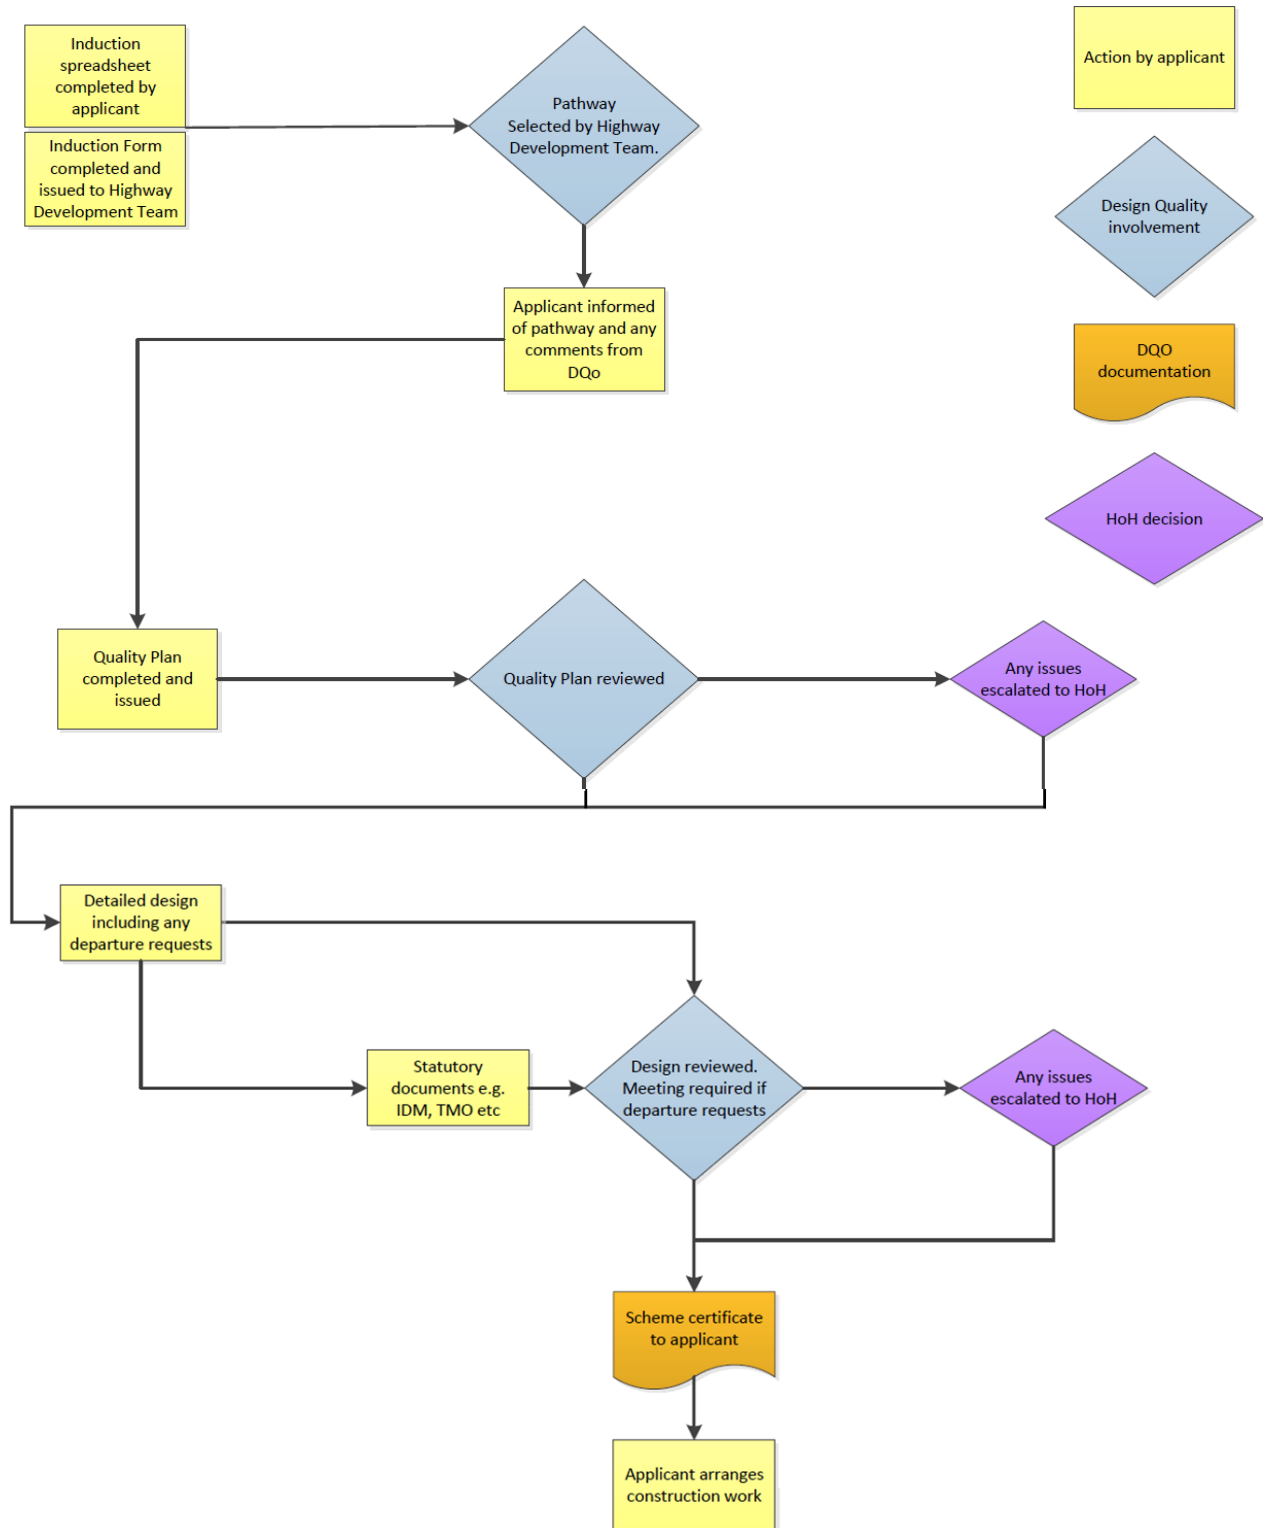 Induction
spreadsheet
completed by
applicant
Induction Form
completed and
issued to Highway
Development Team
Pathway
Selected by Highway
Development Team.
Action by applicant
Design Quality
involvement
Applicant informed
of pathway and any
comments from
DQo
DQO
documentation
HoH decision
Quality Plan
completed and
issued
Quality Plan reviewed
Any issues
escalated to HoH
Detailed design
including any
departure requests
Statutory
documents e.g.
IDM, TMO etc
Design reviewed.
Meeting required if
departure requests
Any issues
escalated to HoH
Scheme certificate
to applicant
Applicant arranges
construction work